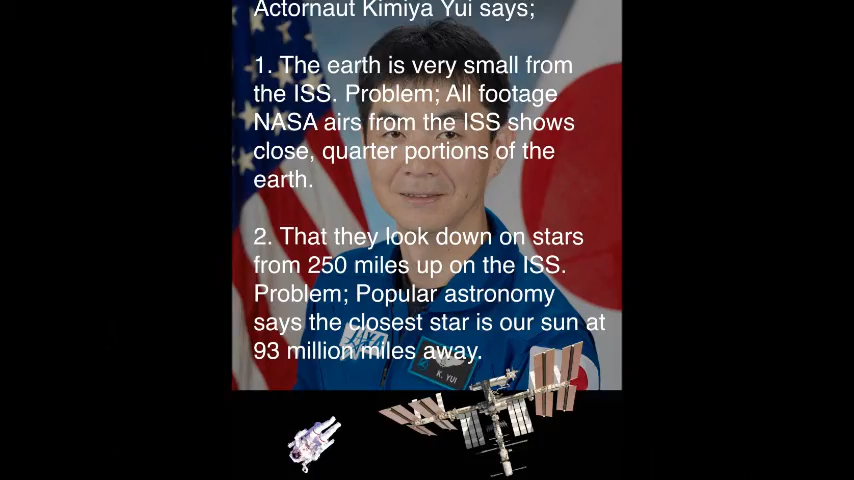 Actornaut Kimiya Yui says;
1. The earth is very small from
the ISS. Problem; All footage
NASA airs from the ISS shows
close, quarter portions of the
earth.
2. That they look down on stars
from 250 miles up on the ISS.
Problem; Popular astronomy
says the closest star is our sun at
93 million miles away.
K. YUI